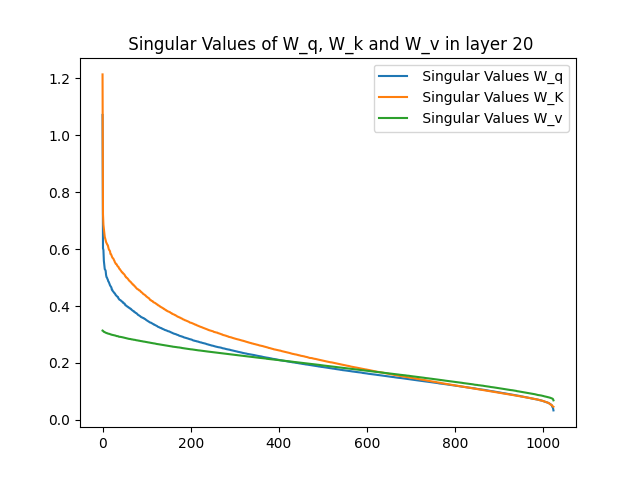 Singular Values of W_q, W_k and W_v in layer 20
Singular Values W_q
Singular Values W_K
Singular Values W_v
1.2
1.0
0.8
0.6
0.4
0.2
0.0
0 200 400 600 800 1000